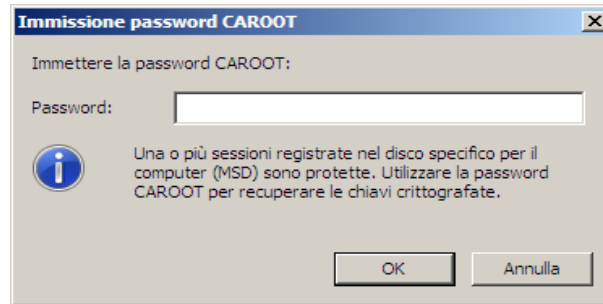 Immissione password CAROOT
Immettere la password CAROOT:
Password:
Una o più sessioni registrate nel disco specifico per il
computer (MSD) sono protette. Utilizzare la password
CAROOT per recuperare le chiavi crittografate.
OK
Annulla